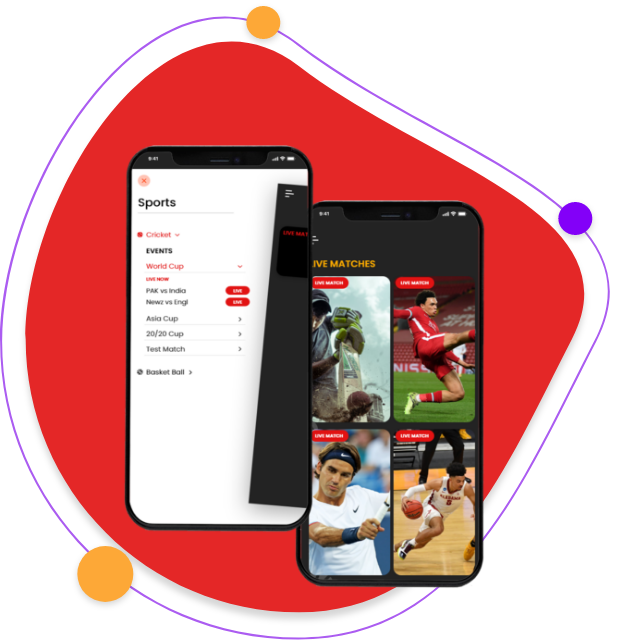 9:41
Sports
Cricket
EVENTS
World Cup
LIVE NOW
PAK vs India LIVE
Newz vs Engl LIVE
Asia Cup
20/20 Cup
Test Match
Basket Ball
LIVE MA
9:41
LIVE MATCHES
LIVE MATCH
LIVE MATCH
LIVE MATCH
LIVE MATCH